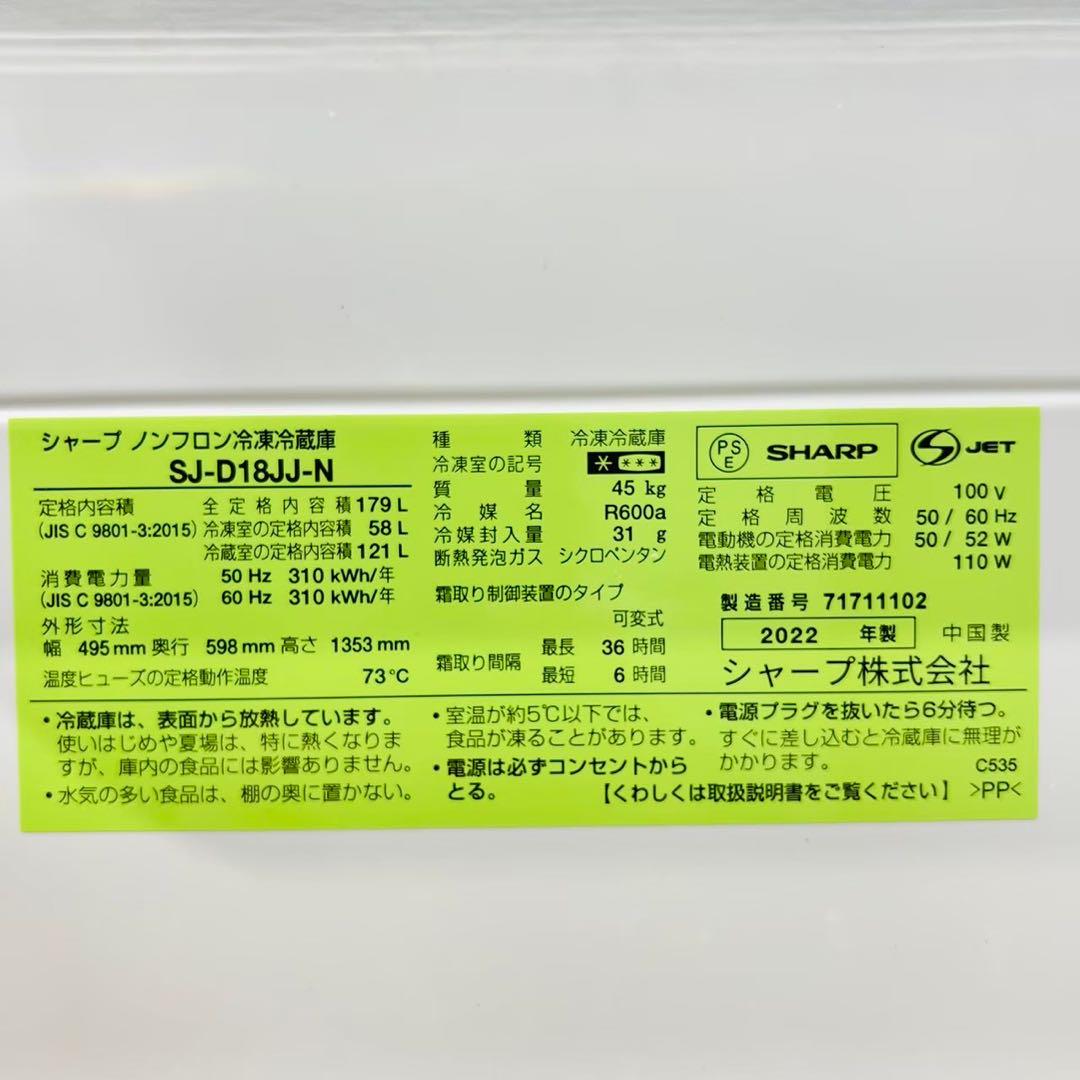 シャープ ノンフロン冷凍冷蔵庫
SJ-D18JJ-N
定格内容積 全定格内容積 179 L
(JIS C 9801-3:2015) 冷凍室の定格内容積 58 L
冷蔵室の定格内容積 121 L
消費電力量 50 Hz 310 kWh/年
(JIS C 9801-3:2015) 60 Hz 310 kWh/年
外形寸法
幅 495 mm 奥行 598 mm 高さ 1353 mm
温度ヒューズの定格動作温度 73℃
種類 冷凍冷蔵庫
冷凍室の記号 * ***
質量 45 kg
冷媒名 R600a
冷媒封入量 31 g
断熱発泡ガス シクロペンタン
霜取り制御装置のタイプ
可変式
霜取り間隔 最長 36 時間
最短 6 時間
PS E SHARP S JET
定格電圧 100 V
定格周波数 50 / 60 Hz
電動機の定格消費電力 50 / 52 W
電熱装置の定格消費電力 110 W
製造番号 71711102
2022 年製 中国製
シャープ株式会社
・冷蔵庫は、表面から放熱しています。
使いはじめや夏場は、特に熱くなりま
すが、庫内の食品には影響ありません。
・水気の多い食品は、棚の奥に置かない。
・室温が約5℃以下では、
食品が凍ることがあります。
・電源は必ずコンセントから
とる。
・電源プラグを抜いたら6分待つ。
すぐに差し込むと冷蔵庫に無理が
かかります。 C535
【くわしくは取扱説明書をご覧ください】 >PP<